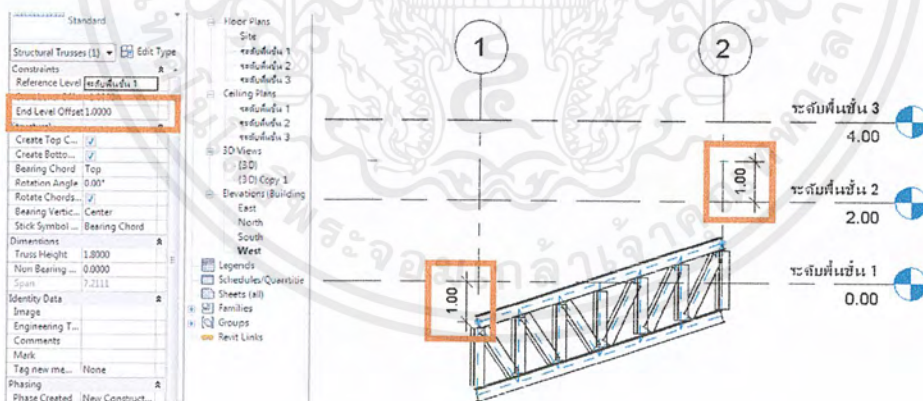 Standard
Structural Trusses (1) Edit Type
Constraints
Reference Level ระดับพื้นชั้น 1
End Level Offset 1.0000
Create Top C...
Create Botto...
Bearing Chord Top
Rotation Angle 0.00°
Rotate Chords...
Bearing Vertic... Center
Stick Symbol ... Bearing Chord
Dimensions
Truss Height 1.8000
Non Bearing ... 0.0000
Span 7.2111
Identity Data
Image
Engineering T...
Comments
Mark
Tag new me... None
Phasing
Phase Created New Construct...
Floor Plans
Site
ระดับพื้นชั้น 1
ระดับพื้นชั้น 2
ระดับพื้นชั้น 3
Ceiling Plans
ระดับพื้นชั้น 1
ระดับพื้นชั้น 2
ระดับพื้นชั้น 3
3D Views
{3D}
{3D} Copy 1
Elevations (Building
East
North
South
West
Legends
Schedules/Quantitie
Sheets (all)
Families
Groups
Revit Links
1
2
ระดับพื้นชั้น 3
4.00
1.00
ระดับพื้นชั้น 2
2.00
ระดับพื้นชั้น 1
0.00
1.00